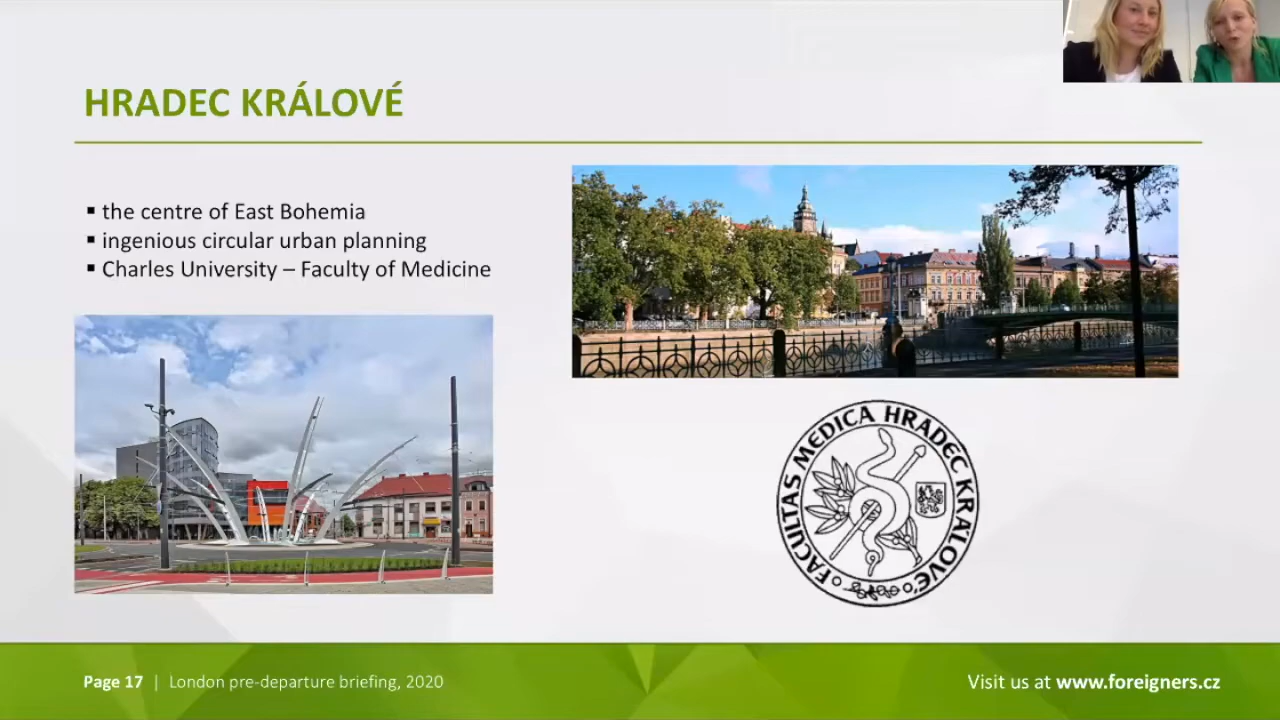 HRADEC KRÁLOVÉ
▪ the centre of East Bohemia
▪ ingenious circular urban planning
▪ Charles University – Faculty of Medicine
FACULTAS MEDICA HRADEC KRÁLOVÉ
Page 17 | London pre-departure briefing, 2020
Visit us at www.foreigners.cz